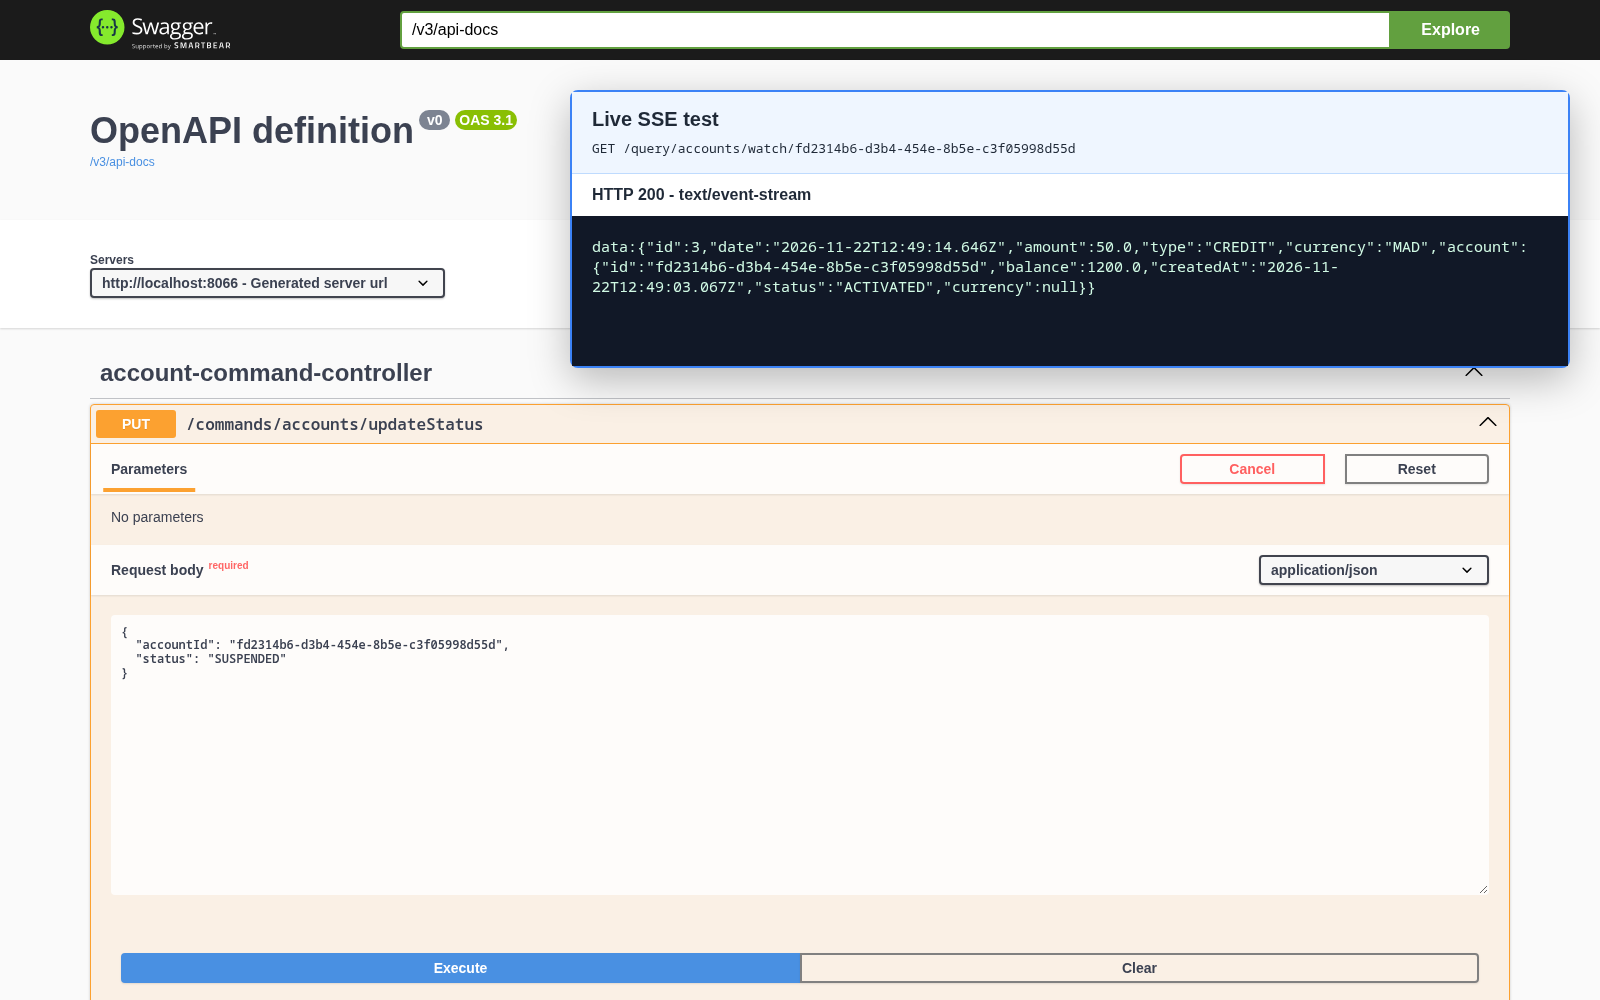 Swagger.
Supported by SMARTBEAR
/v3/api-docs
Explore
OpenAPI definition v0 OAS 3.1
/v3/api-docs
Live SSE test
GET /query/accounts/watch/fd2314b6-d3b4-454e-8b5e-c3f05998d55d
HTTP 200 - text/event-stream
data:{"id":3,"date":"2026-11-22T12:49:14.646Z","amount":50.0,"type":"CREDIT","currency":"MAD","account":
{"id":"fd2314b6-d3b4-454e-8b5e-c3f05998d55d","balance":1200.0,"createdAt":"2026-11-
22T12:49:03.067Z","status":"ACTIVATED","currency":null}}
Servers
http://localhost:8066 - Generated server url
account-command-controller
PUT /commands/accounts/updateStatus
Parameters
Cancel
Reset
No parameters
Request body required
application/json
{
  "accountId": "fd2314b6-d3b4-454e-8b5e-c3f05998d55d",
  "status": "SUSPENDED"
}
Execute
Clear